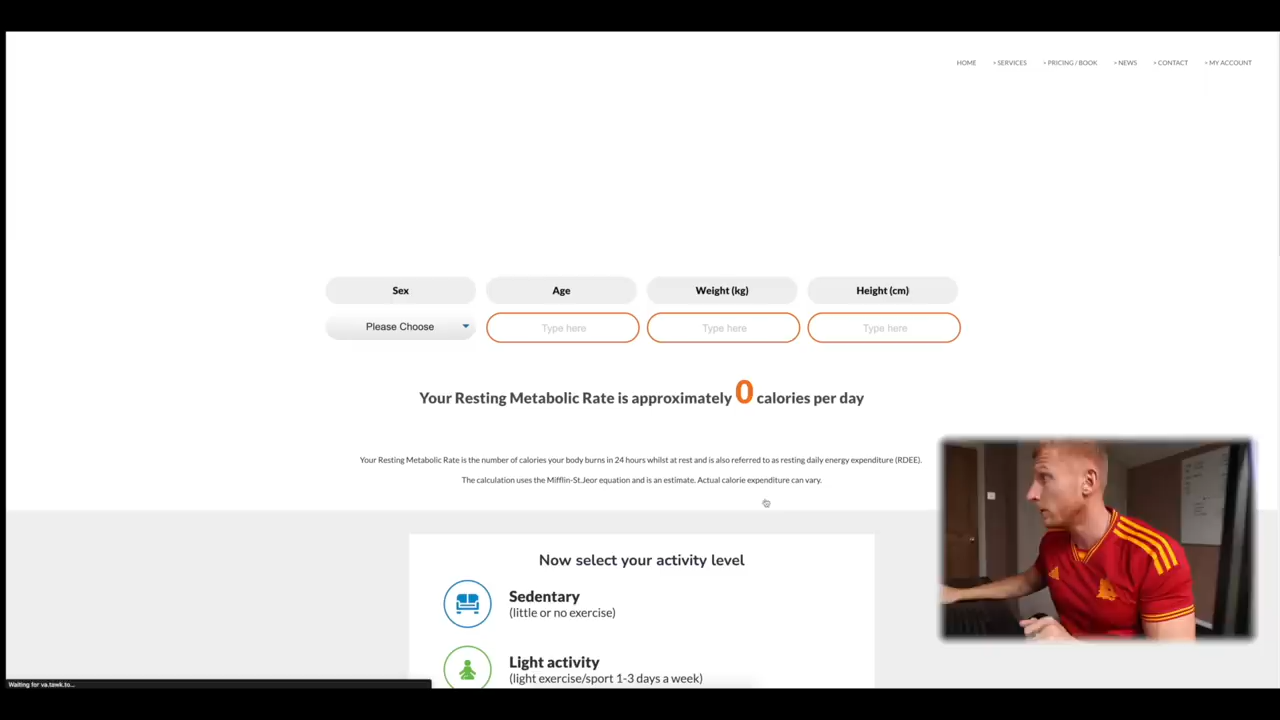 HOME > SERVICES > PRICING / BOOK > NEWS > CONTACT > MY ACCOUNT
Sex Age Weight (kg) Height (cm)
Please Choose Type here Type here Type here
Your Resting Metabolic Rate is approximately 0 calories per day
Your Resting Metabolic Rate is the number of calories your body burns in 24 hours whilst at rest and is also referred to as resting daily energy expenditure (RDEE).
The calculation uses the Mifflin-St.Jeor equation and is an estimate. Actual calorie expenditure can vary.
Now select your activity level
Sedentary
(little or no exercise)
Light activity
(light exercise/sport 1-3 days a week)
Waiting for va.tawk.to...